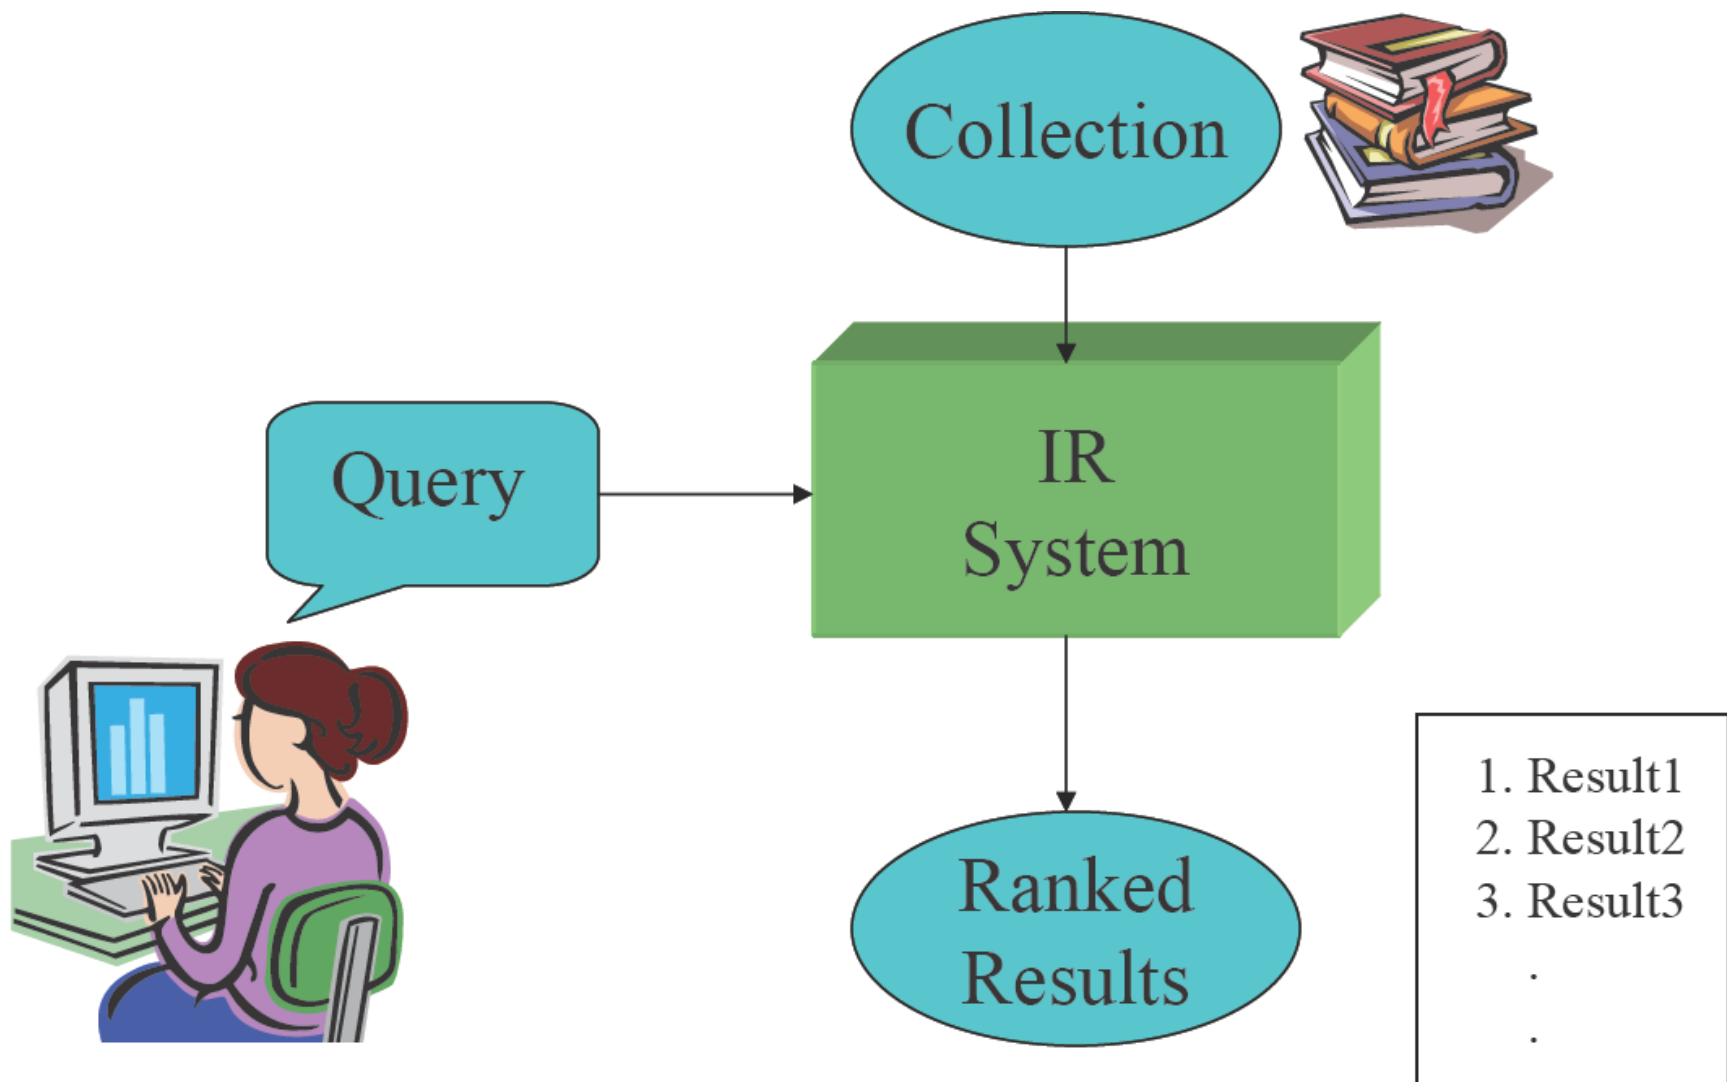 Collection
Query
IR
System
Ranked
Results
1. Result1
2. Result2
3. Result3
.
.